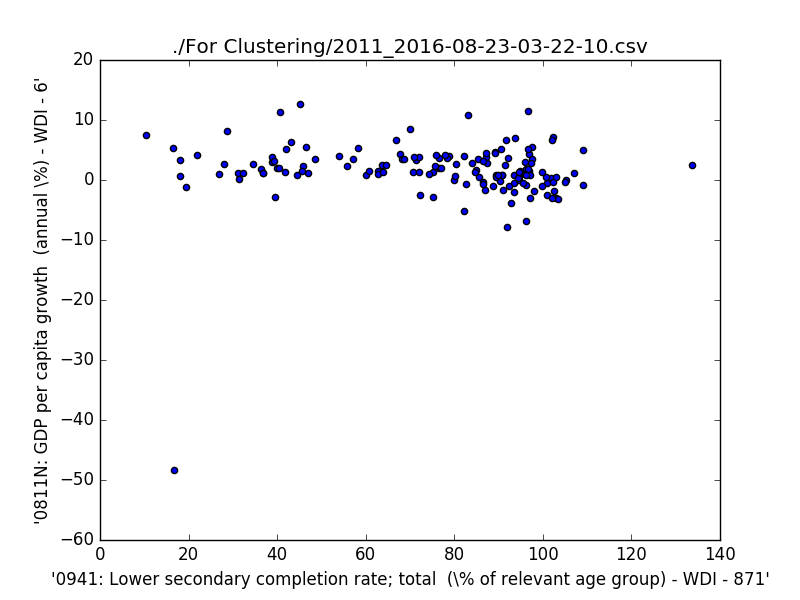 ./For Clustering/2011_2016-08-23-03-22-10.csv
20
10
0
−10
−20
−30
−40
−50
−60
'0811N: GDP per capita growth  (annual \%) - WDI - 6'
0 20 40 60 80 100 120 140
'0941: Lower secondary completion rate; total  (\% of relevant age group) - WDI - 871'